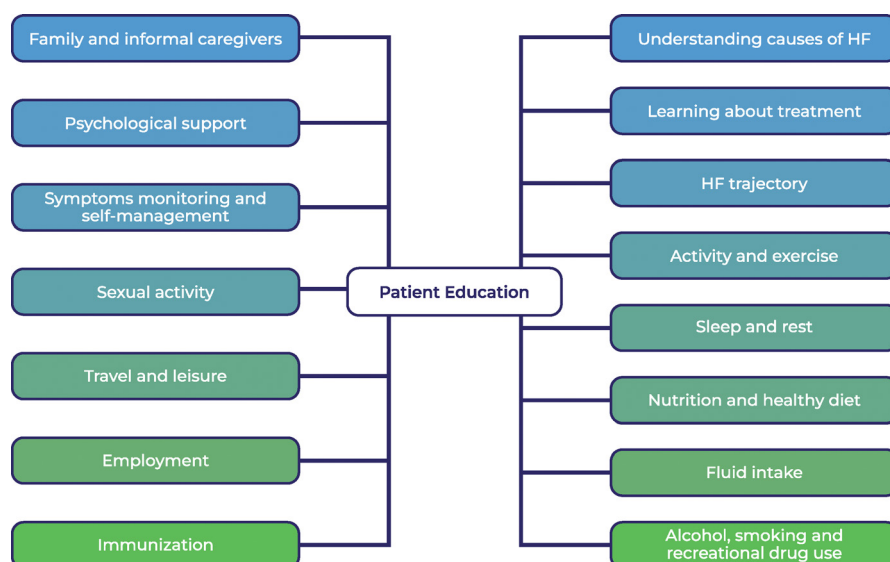 Family and informal caregivers
Psychological support
Symptoms monitoring and
self-management
Sexual activity
Travel and leisure
Employment
Immunization
Patient Education
Understanding causes of HF
Learning about treatment
HF trajectory
Activity and exercise
Sleep and rest
Nutrition and healthy diet
Fluid intake
Alcohol, smoking and
recreational drug use